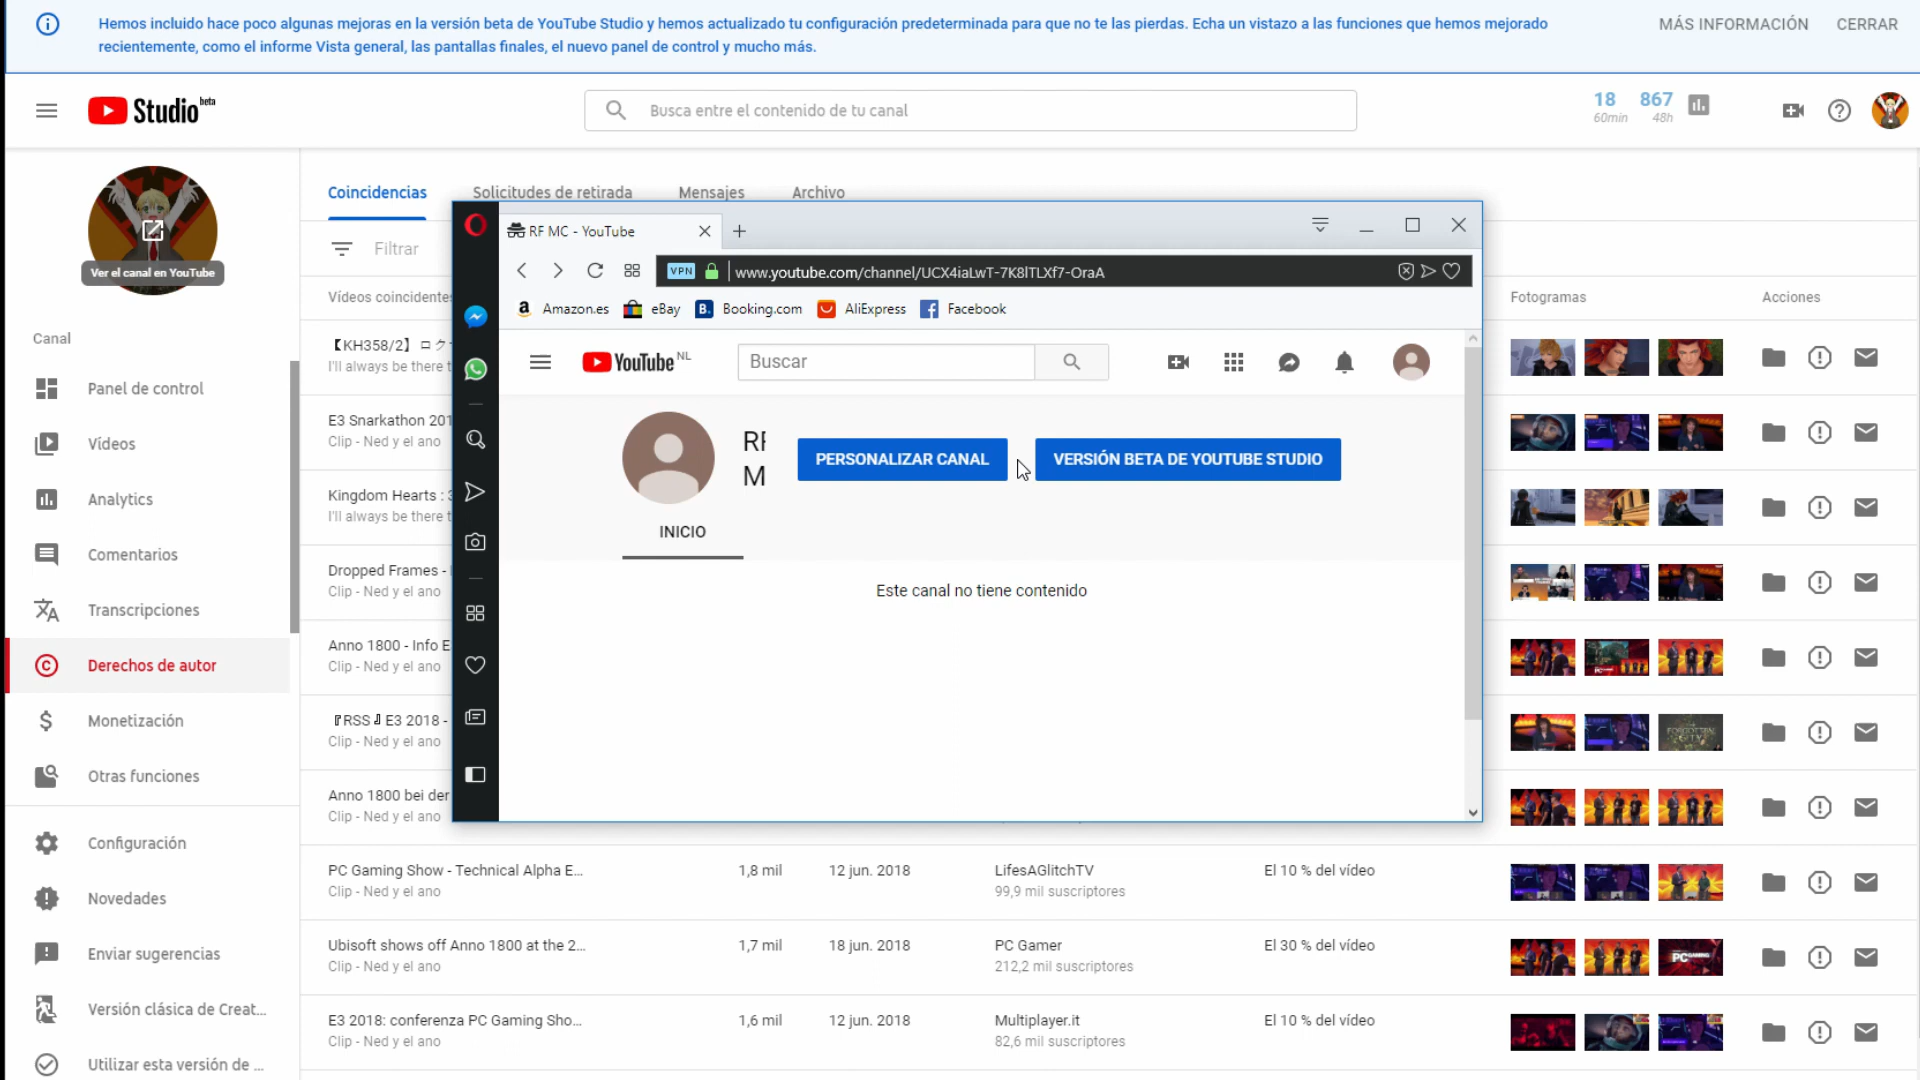 Hemos incluido hace poco algunas mejoras en la versión beta de YouTube Studio y hemos actualizado tu configuración predeterminada para que no te las pierdas. Echa un vistazo a las funciones que hemos mejorado
recientemente, como el informe Vista general, las pantallas finales, el nuevo panel de control y mucho más.
MÁS INFORMACIÓN
CERRAR
Studio beta
Busca entre el contenido de tu canal
18 867
60min 48h
Ver el canal en YouTube
Canal
Panel de control
Vídeos
Analytics
Comentarios
Transcripciones
Derechos de autor
Monetización
Otras funciones
Configuración
Novedades
Enviar sugerencias
Versión clásica de Creat...
Utilizar esta versión de ...
Coincidencias
Solicitudes de retirada
Mensajes
Archivo
Filtrar
Vídeos coincidente
Fotogramas
Acciones
【KH358/2】ロク
I'll always be there t
E3 Snarkathon 201
Clip - Ned y el ano
Kingdom Hearts : 3
I'll always be there t
Dropped Frames -
Clip - Ned y el ano
Anno 1800 - Info E
Clip - Ned y el ano
『RSS』E3 2018 -
Clip - Ned y el ano
Anno 1800 bei der
Clip - Ned y el ano
PC Gaming Show - Technical Alpha E...
Clip - Ned y el ano
1,8 mil
12 jun. 2018
LifesAGlitchTV
99,9 mil suscriptores
El 10 % del vídeo
Ubisoft shows off Anno 1800 at the 2...
Clip - Ned y el ano
1,7 mil
18 jun. 2018
PC Gamer
212,2 mil suscriptores
El 30 % del vídeo
E3 2018: conferenza PC Gaming Sho...
Clip - Ned y el ano
1,6 mil
12 jun. 2018
Multiplayer.it
82,6 mil suscriptores
El 10 % del vídeo
RF MC - YouTube
VPN
www.youtube.com/channel/UCX4iaLwT-7K8lTLXf7-OraA
Amazon.es
eBay
Booking.com
AliExpress
Facebook
YouTube NL
Buscar
RF
M
PERSONALIZAR CANAL
VERSIÓN BETA DE YOUTUBE STUDIO
INICIO
Este canal no tiene contenido